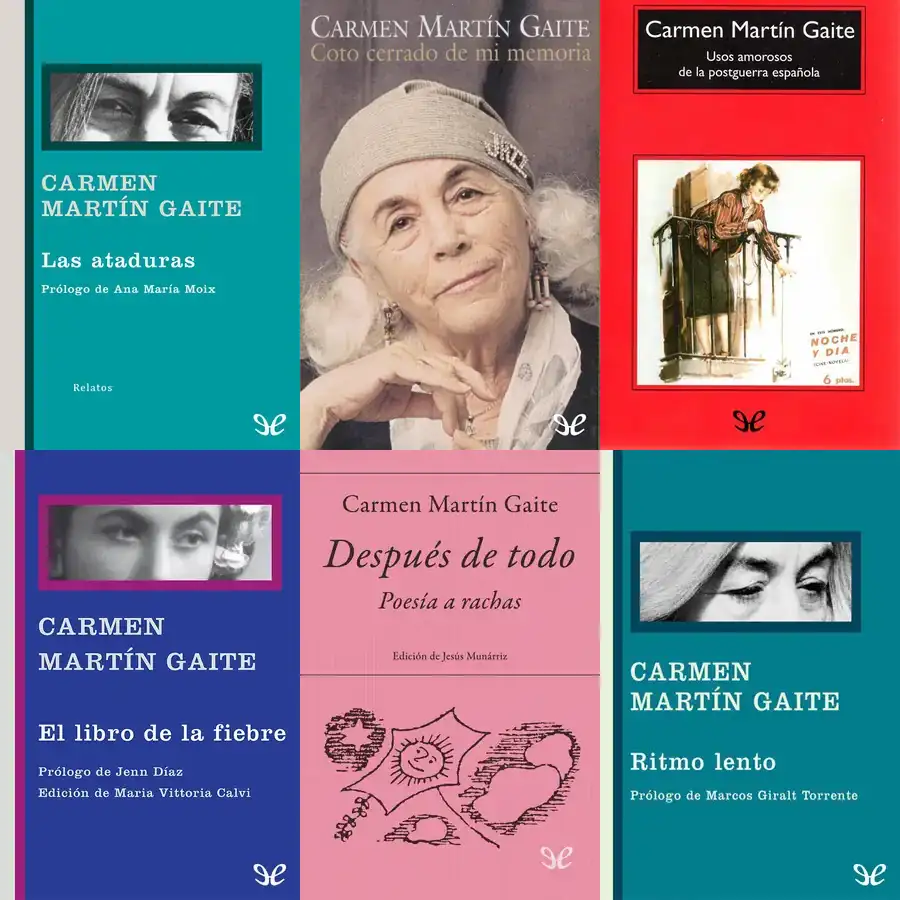 CARMEN
MARTÍN GAITE
Las ataduras
Prólogo de Ana María Moix
Relatos
CARMEN MARTÍN GAITE
Coto cerrado de mi memoria
Carmen Martín Gaite
Usos amorosos
de la postguerra española
NOCHE
Y DIA
(CINE-NOVELA)
6 ptas.
CARMEN
MARTÍN GAITE
El libro de la fiebre
Prólogo de Jenn Díaz
Edición de Maria Vittoria Calvi
Carmen Martín Gaite
Después de todo
Poesía a rachas
Edición de Jesús Munárriz
CARMEN
MARTÍN GAITE
Ritmo lento
Prólogo de Marcos Giralt Torrente